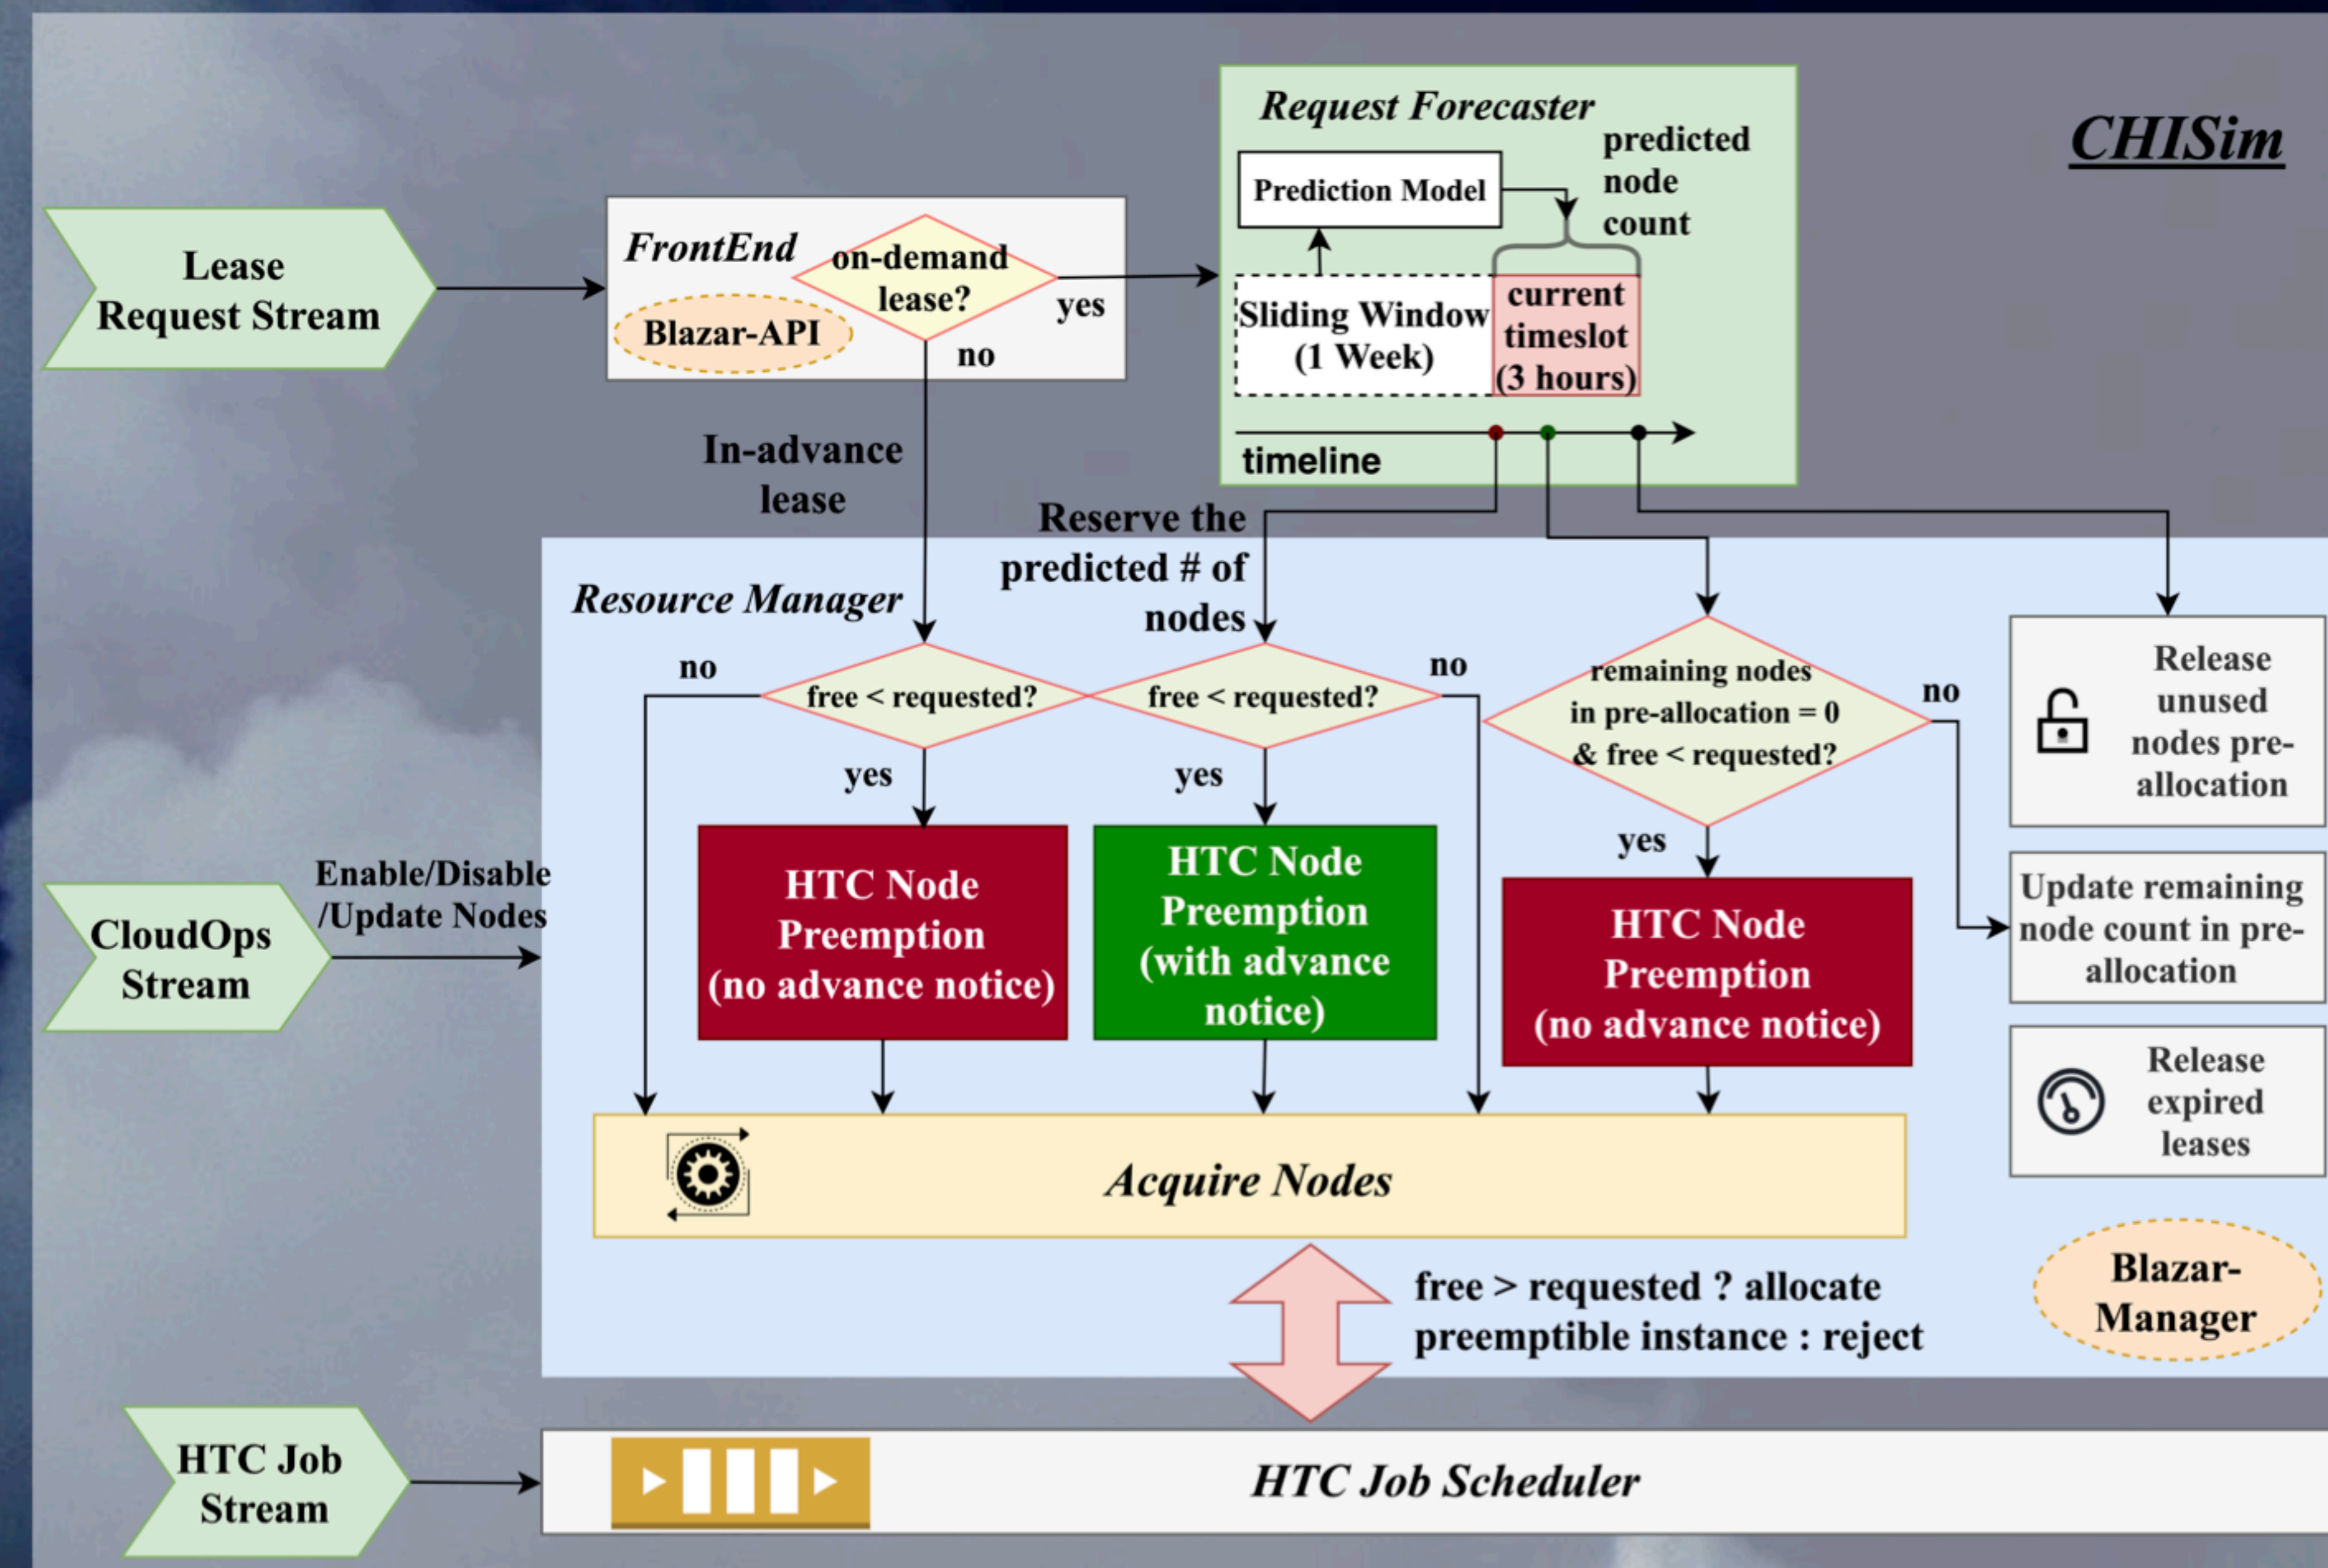 CHISim
Request Forecaster
predicted
node
count
Prediction Model
Lease
Request Stream
FrontEnd
on-demand
lease?
Blazar-API
yes
no
Sliding Window
(1 Week)
current
timeslot
(3 hours)
timeline
In-advance
lease
Reserve the
predicted # of
nodes
Resource Manager
no
free < requested?
yes
free < requested?
no
yes
remaining nodes
in pre-allocation = 0
& free < requested?
no
yes
Release
unused
nodes pre-
allocation
Enable/Disable
/Update Nodes
CloudOps
Stream
HTC Node
Preemption
(no advance notice)
HTC Node
Preemption
(with advance
notice)
HTC Node
Preemption
(no advance notice)
Update remaining
node count in pre-
allocation
Release
expired
leases
Acquire Nodes
free > requested ? allocate
preemptible instance : reject
Blazar-
Manager
HTC Job
Stream
HTC Job Scheduler